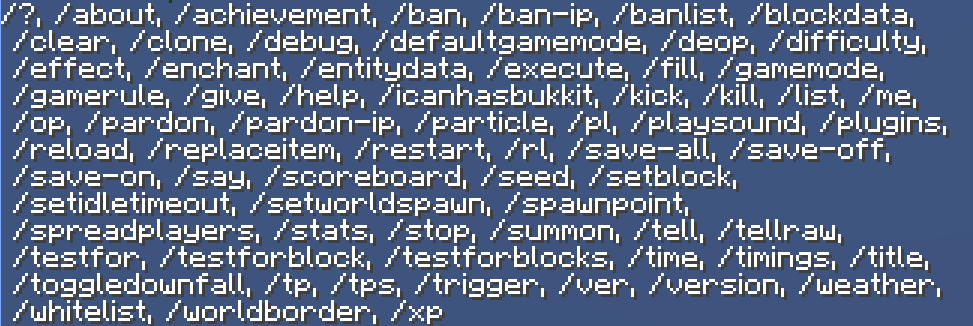 /?, /about, /achievement, /ban, /ban-ip, /banlist, /blockdata,
/clear, /clone, /debug, /defaultgamemode, /deop, /difficulty,
/effect, /enchant, /entitydata, /execute, /fill, /gamemode,
/gamerule, /give, /help, /icanhasbukkit, /kick, /kill, /list, /me,
/op, /pardon, /pardon-ip, /particle, /pl, /playsound, /plugins,
/reload, /replaceitem, /restart, /rl, /save-all, /save-off,
/save-on, /say, /scoreboard, /seed, /setblock,
/setidletimeout, /setworldspawn, /spawnpoint,
/spreadplayers, /stats, /stop, /summon, /tell, /tellraw,
/testfor, /testforblock, /testforblocks, /time, /timings, /title,
/toggledownfall, /tp, /tps, /trigger, /ver, /version, /weather,
/whitelist, /worldborder, /xp